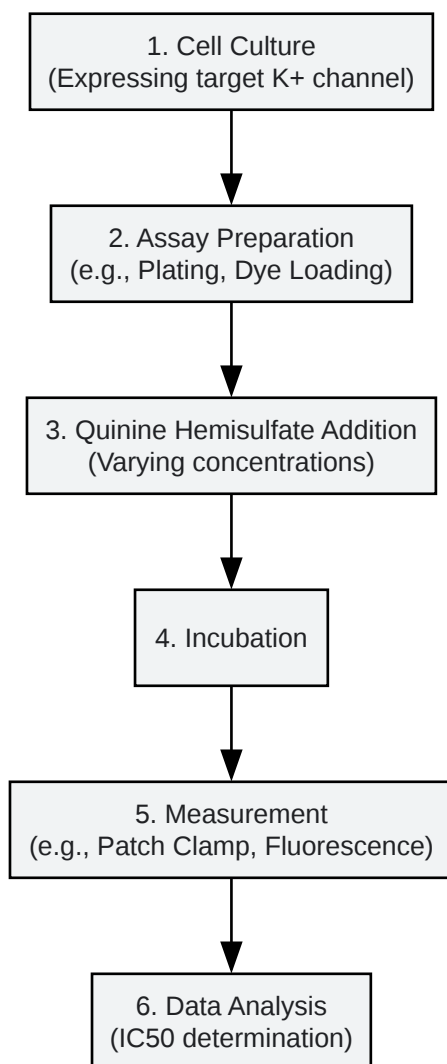 1. Cell Culture
(Expressing target K+ channel)
2. Assay Preparation
(e.g., Plating, Dye Loading)
3. Quinine Hemisulfate Addition
(Varying concentrations)
4. Incubation
5. Measurement
(e.g., Patch Clamp, Fluorescence)
6. Data Analysis
(IC50 determination)